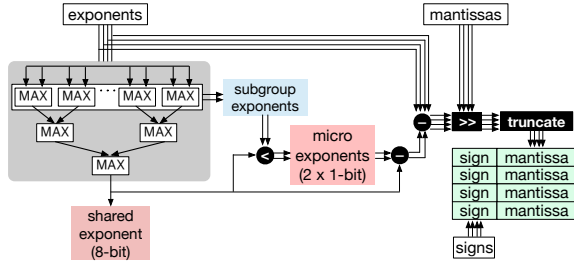 exponents
mantissas
MAX MAX ... MAX MAX
subgroup
exponents
MAX MAX
MAX
micro
exponents
(2 x 1-bit)
<
−
−
>>
truncate
sign mantissa
sign mantissa
sign mantissa
sign mantissa
shared
exponent
(8-bit)
signs